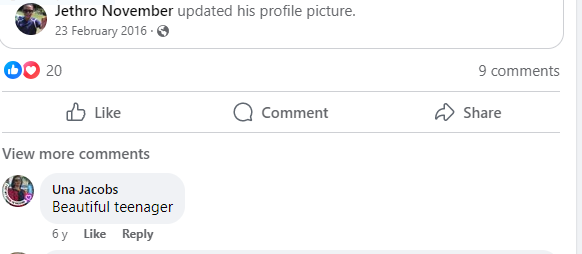 Jethro November updated his profile picture.
23 February 2016 ·
20
9 comments
Like
Comment
Share
View more comments
Una Jacobs
Beautiful teenager
6 y Like Reply